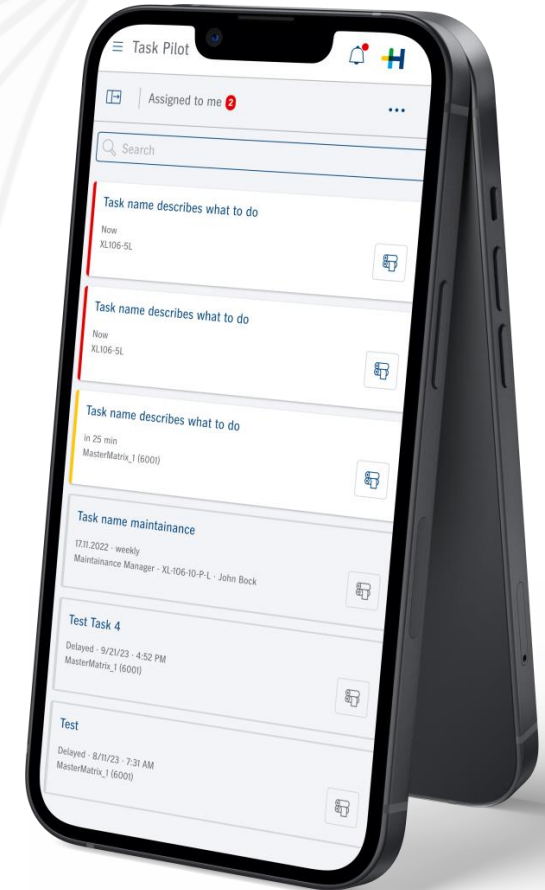 Task Pilot
Assigned to me 2
Search
Task name describes what to do
Now
XL106-5L
Task name describes what to do
Now
XL106-5L
Task name describes what to do
in 25 min
MasterMatrix_1 (6001)
Task name maintainance
17.11.2022 - weekly
Maintainance Manager - XL-106-10-P-L - John Bock
Test Task 4
Delayed - 9/21/23 - 4:52 PM
MasterMatrix_1 (6001)
Test
Delayed - 8/11/23 - 7:31 AM
MasterMatrix_1 (6001)